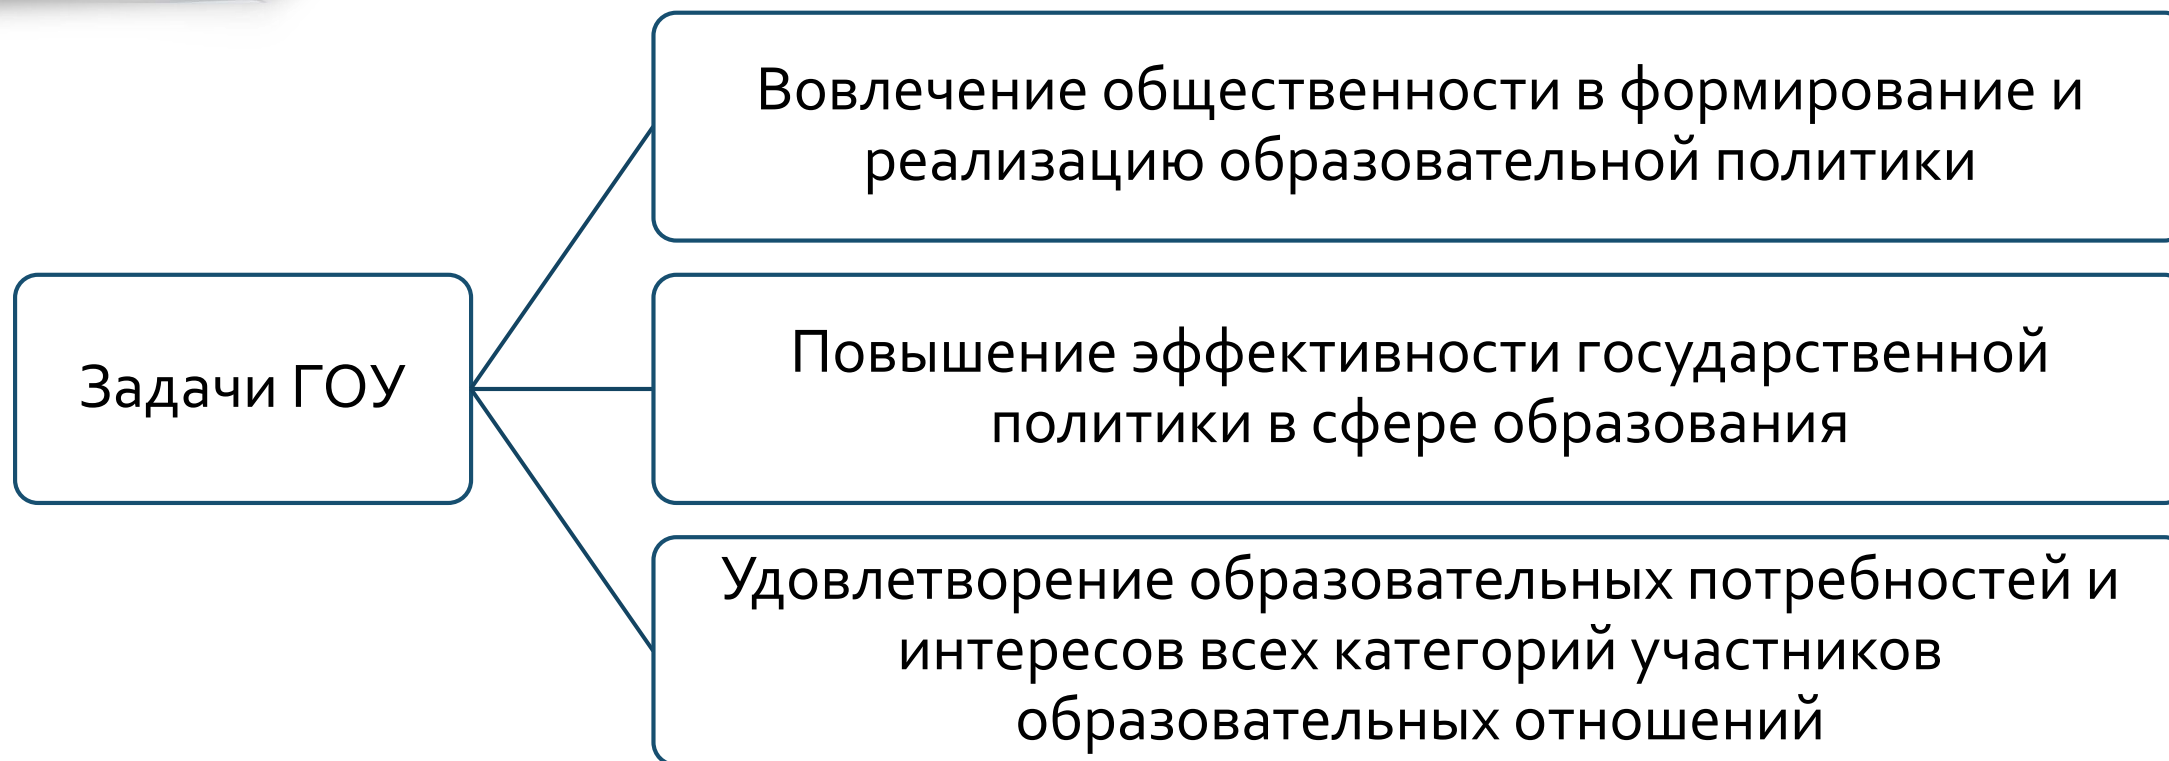 Вовлечение общественности в формирование и
реализацию образовательной политики
Задачи ГОУ
Повышение эффективности государственной
политики в сфере образования
Удовлетворение образовательных потребностей и
интересов всех категорий участников
образовательных отношений